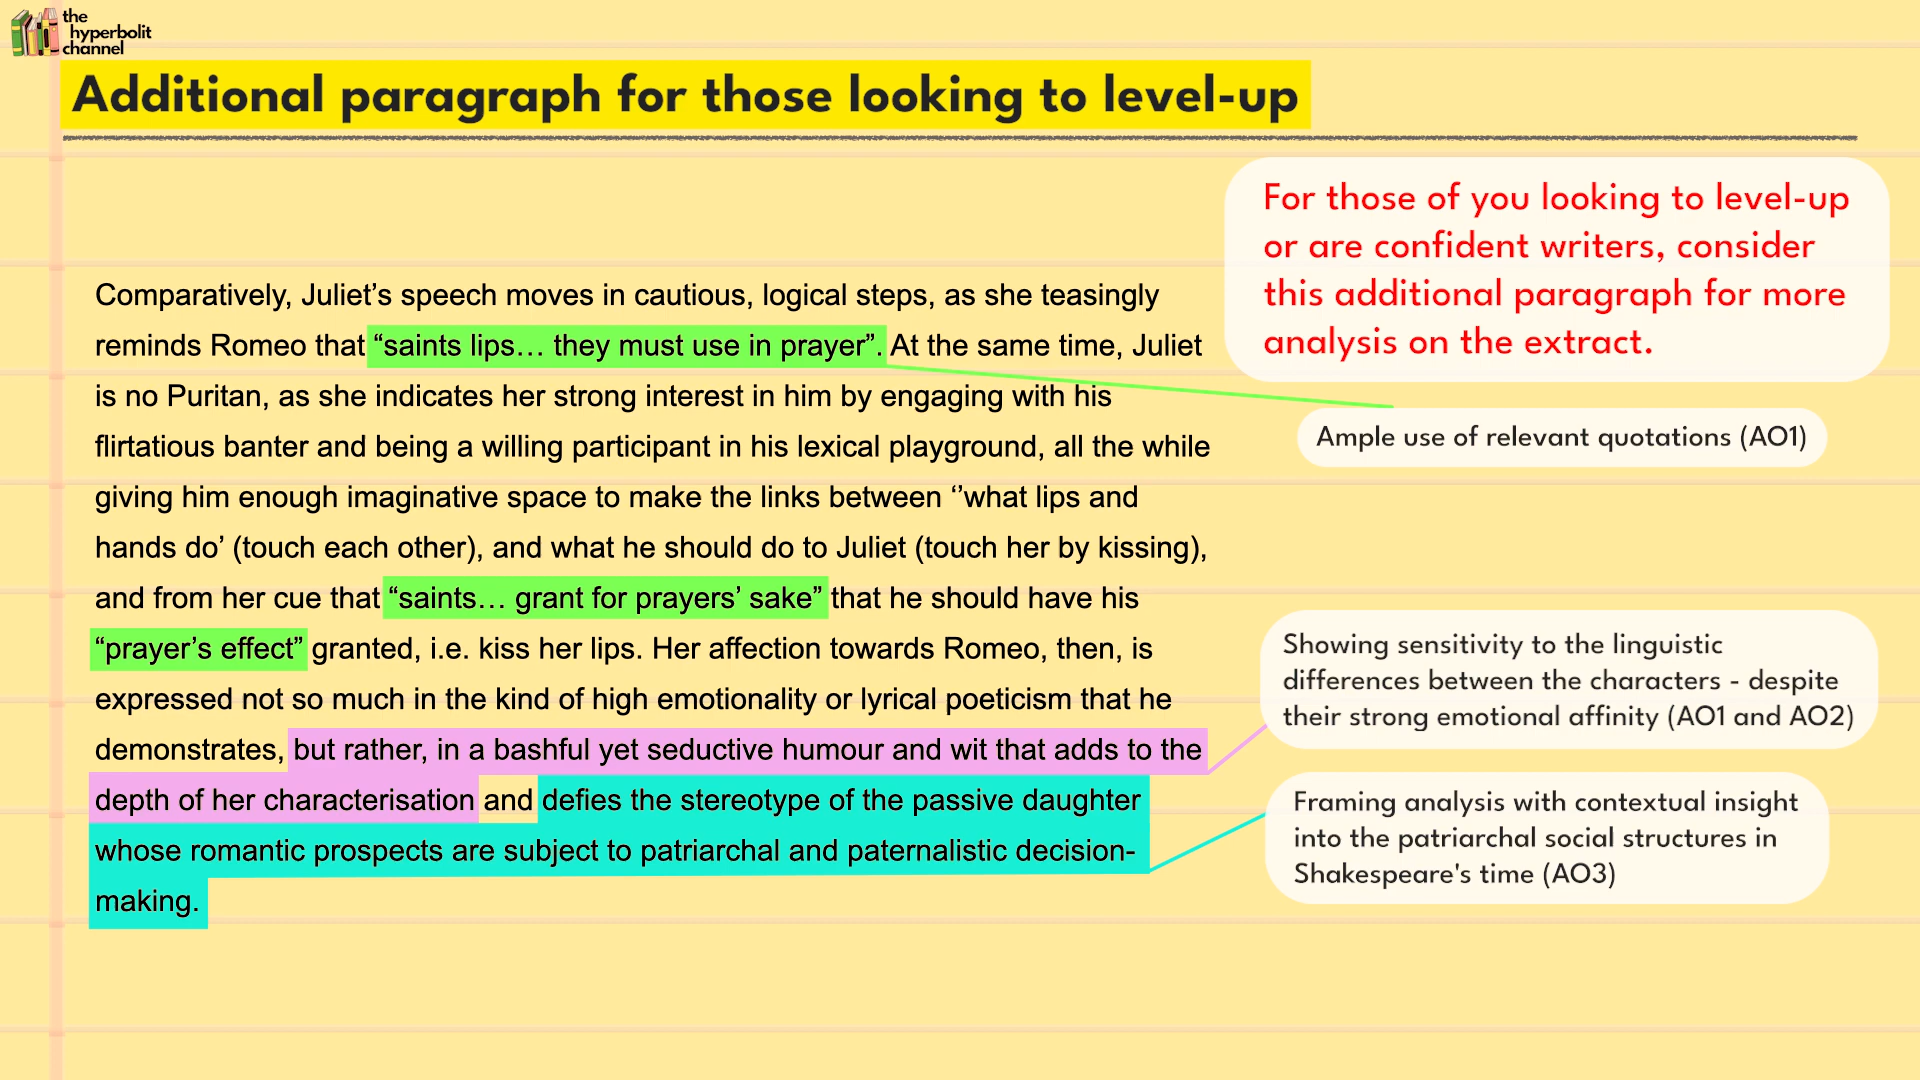 the
hyperbolit
channel
Additional paragraph for those looking to level-up
For those of you looking to level-up
or are confident writers, consider
this additional paragraph for more
analysis on the extract.
Comparatively, Juliet’s speech moves in cautious, logical steps, as she teasingly
reminds Romeo that “saints lips… they must use in prayer”. At the same time, Juliet
is no Puritan, as she indicates her strong interest in him by engaging with his
flirtatious banter and being a willing participant in his lexical playground, all the while
giving him enough imaginative space to make the links between ‘’what lips and
hands do’ (touch each other), and what he should do to Juliet (touch her by kissing),
and from her cue that “saints… grant for prayers’ sake” that he should have his
“prayer’s effect” granted, i.e. kiss her lips. Her affection towards Romeo, then, is
expressed not so much in the kind of high emotionality or lyrical poeticism that he
demonstrates, but rather, in a bashful yet seductive humour and wit that adds to the
depth of her characterisation and defies the stereotype of the passive daughter
whose romantic prospects are subject to patriarchal and paternalistic decision-
making.
Ample use of relevant quotations (AO1)
Showing sensitivity to the linguistic
differences between the characters - despite
their strong emotional affinity (AO1 and AO2)
Framing analysis with contextual insight
into the patriarchal social structures in
Shakespeare's time (AO3)